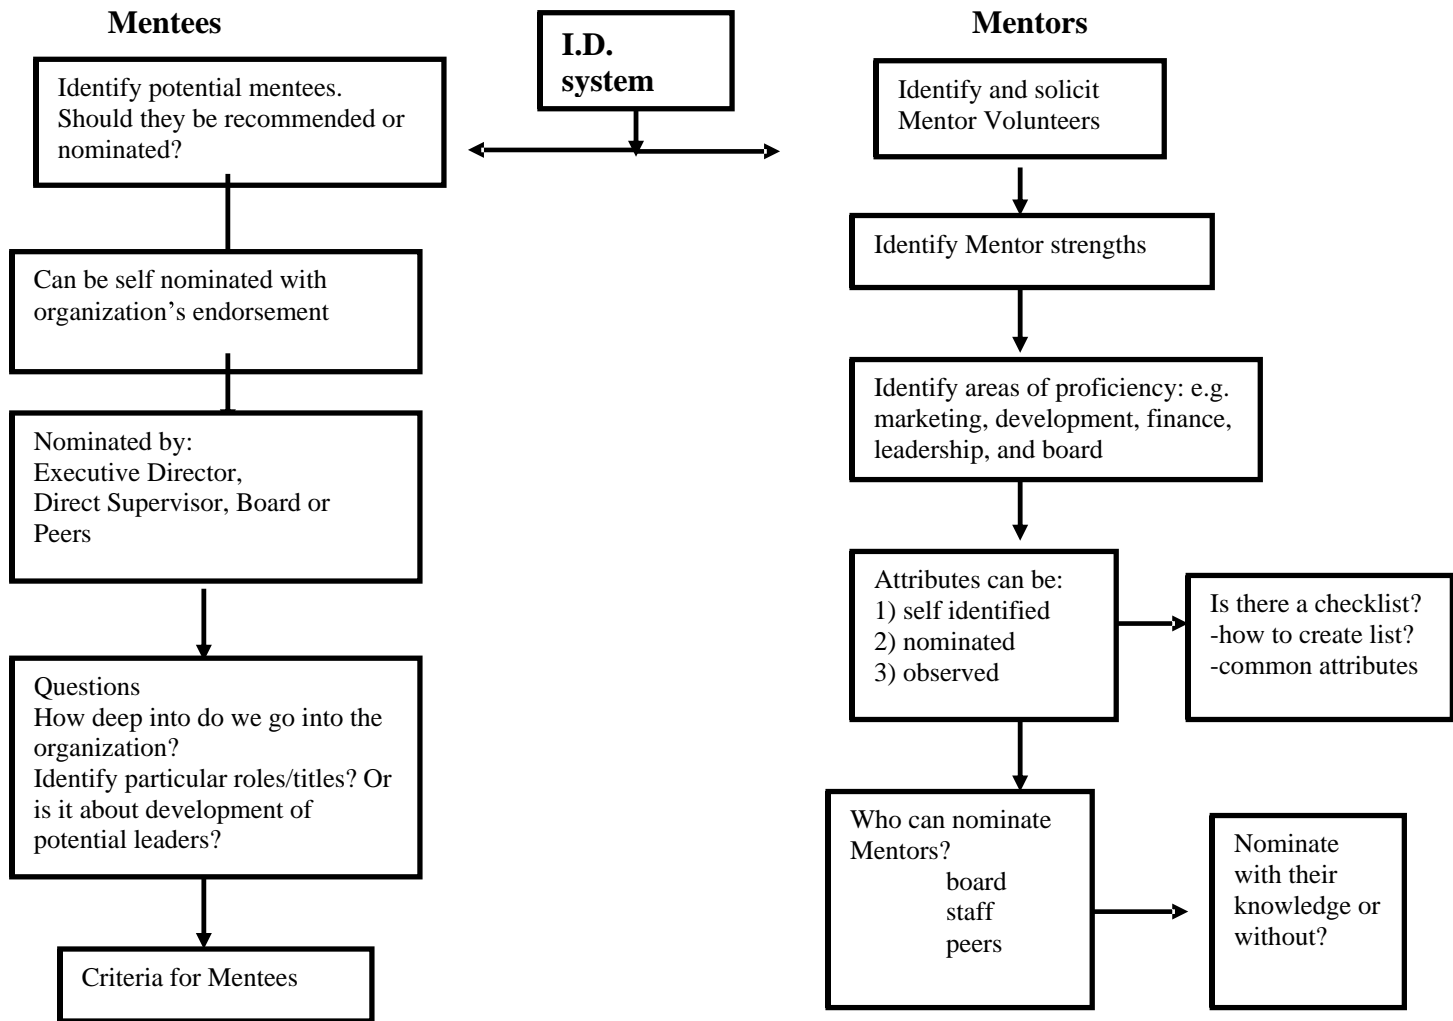 Mentees
I.D.
system
Mentors
Identify potential mentees.
Should they be recommended or
nominated?
Can be self nominated with
organization’s endorsement
Nominated by:
Executive Director,
Direct Supervisor, Board or
Peers
Questions
How deep into do we go into the
organization?
Identify particular roles/titles? Or
is it about development of
potential leaders?
Criteria for Mentees
Identify and solicit
Mentor Volunteers
Identify Mentor strengths
Identify areas of proficiency: e.g.
marketing, development, finance,
leadership, and board
Attributes can be:
1) self identified
2) nominated
3) observed
Is there a checklist?
-how to create list?
-common attributes
Who can nominate
Mentors?
board
staff
peers
Nominate
with their
knowledge or
without?